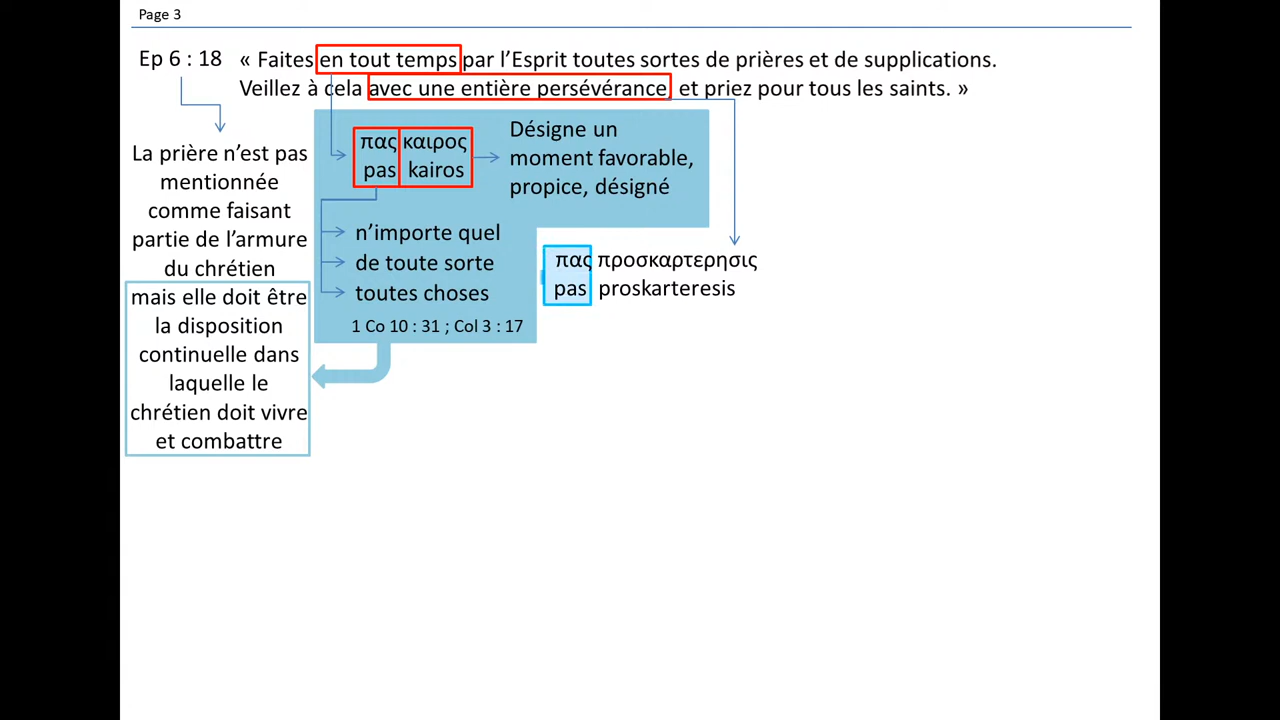 Page 3
Ep 6 : 18 « Faites en tout temps par l’Esprit toutes sortes de prières et de supplications.
Veillez à cela avec une entière persévérance, et priez pour tous les saints. »
La prière n’est pas
mentionnée
comme faisant
partie de l’armure
du chrétien
mais elle doit être
la disposition
continuelle dans
laquelle le
chrétien doit vivre
et combattre
πας καιρος
pas kairos
Désigne un
moment favorable,
propice, désigné
n’importe quel
de toute sorte
toutes choses
1 Co 10 : 31 ; Col 3 : 17
πας προσκαρτερησις
pas proskarteresis